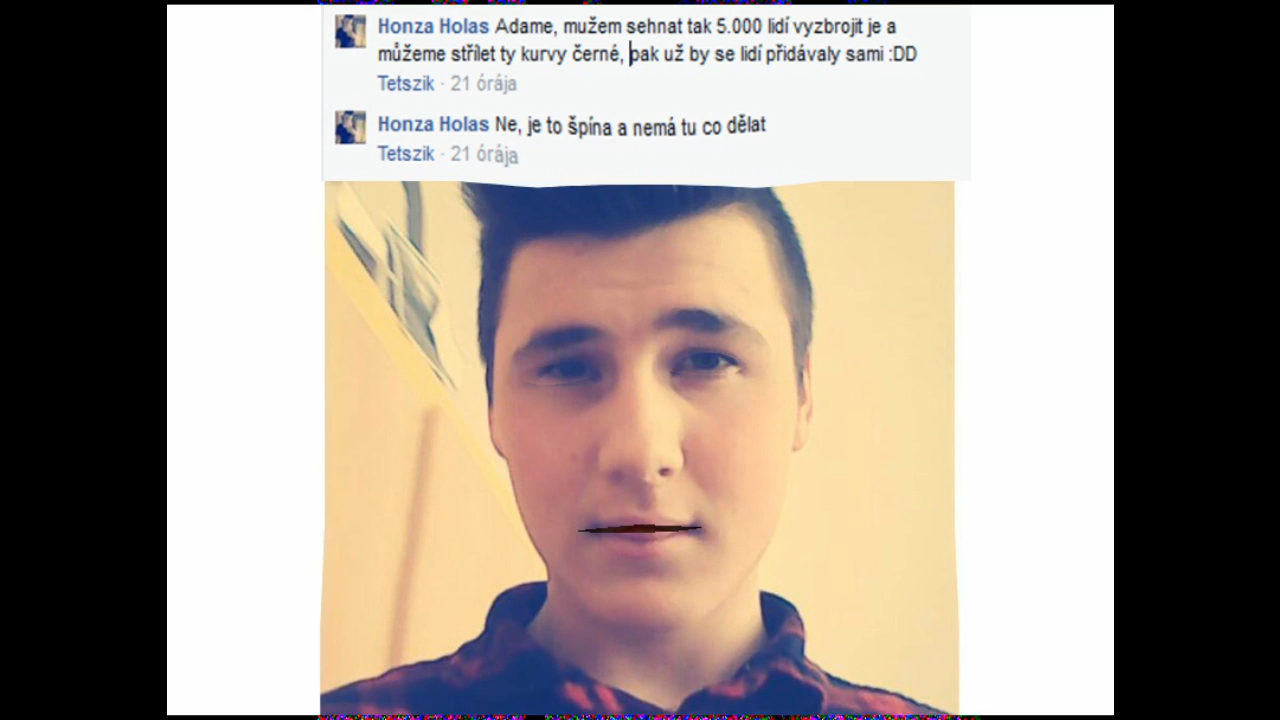 Honza Holas Adame, mužem sehnat tak 5.000 lidí vyzbrojit je a
můžeme střílet ty kurvy černé, pak už by se lidí přidávaly sami :DD
Tetszik · 21 órája
Honza Holas Ne, je to špína a nemá tu co dělat
Tetszik · 21 órája